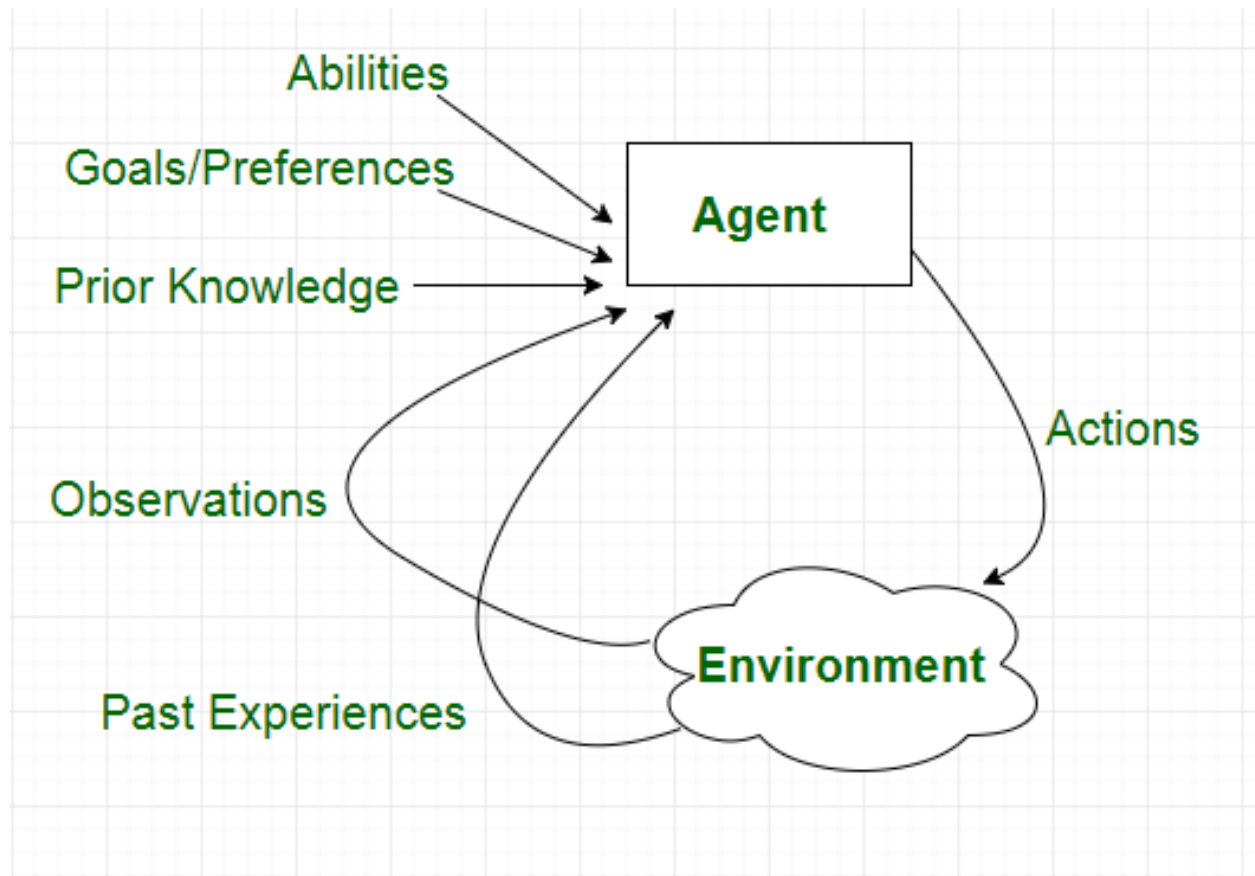 Abilities
Goals/Preferences
Agent
Prior Knowledge
Actions
Observations
Environment
Past Experiences